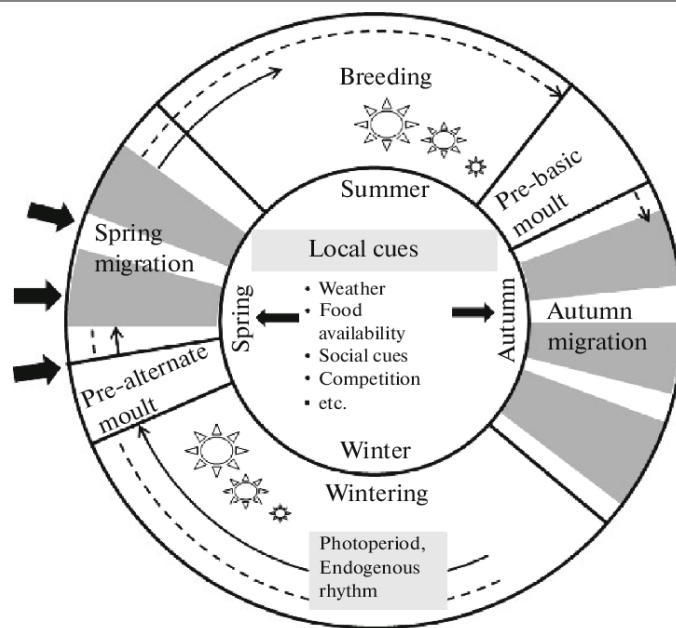 Breeding
Summer
Pre-basic
moult
Spring
migration
Local cues
• Weather
• Food
availability
• Social cues
• Competition
▪ etc.
Spring
Autumn
Autumn
migration
Pre-alternate
moult
Winter
Wintering
Photoperiod,
Endogenous
rhythm